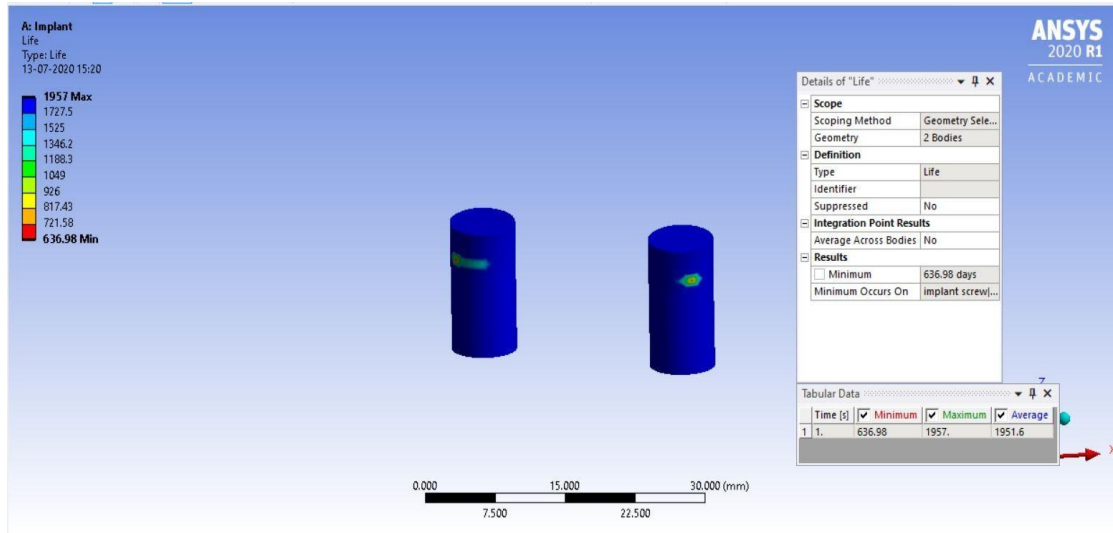 A: Implant
Life
Type: Life
13-07-2020 15:20
1957 Max
1727.5
1525
1346.2
1188.3
1049
926
817.43
721.58
636.98 Min
ANSYS
2020 R1
ACADEMIC
Details of "Life"
Scope
Scoping Method Geometry Sele...
Geometry 2 Bodies
Definition
Type Life
Identifier
Suppressed No
Integration Point Results
Average Across Bodies No
Results
Minimum 636.98 days
Minimum Occurs On implant screw|...
Tabular Data
Time [s] Minimum Maximum Average
1 1. 636.98 1957. 1951.6
Z
X
0.000 15.000 30.000 (mm)
7.500 22.500